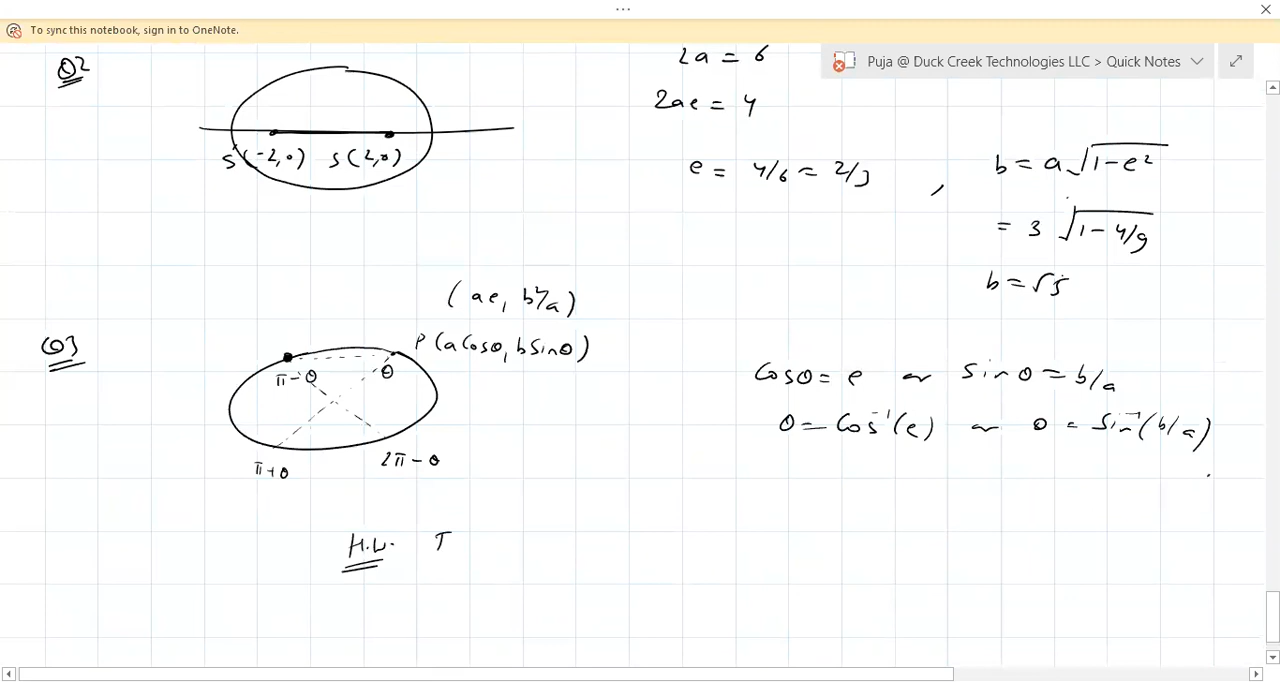 ...
To sync this notebook, sign in to OneNote.
Puja @ Duck Creek Technologies LLC > Quick Notes
Q2
2a = 6
2ae = 4
S'(-2,0) S(2,0)
e = 4/6 = 2/3 , b = a√1-e²
= 3 √1-4/9
b = √5
Q3
(ae, b²/a)
P (a cosθ, b sinθ)
π-θ θ
π+θ 2π-θ
cosθ = e or sinθ = b/a
θ = cos⁻¹(e) or θ = sin⁻¹(b/a)
H.W. T